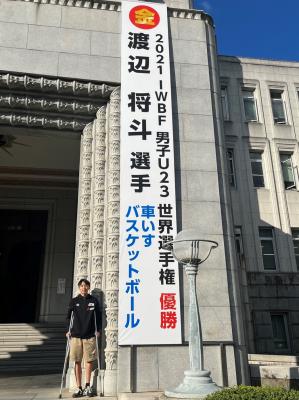 金
2021 IWBF 男子U23 世界選手権 優勝
渡辺 将斗 選手
車いす
バスケットボール